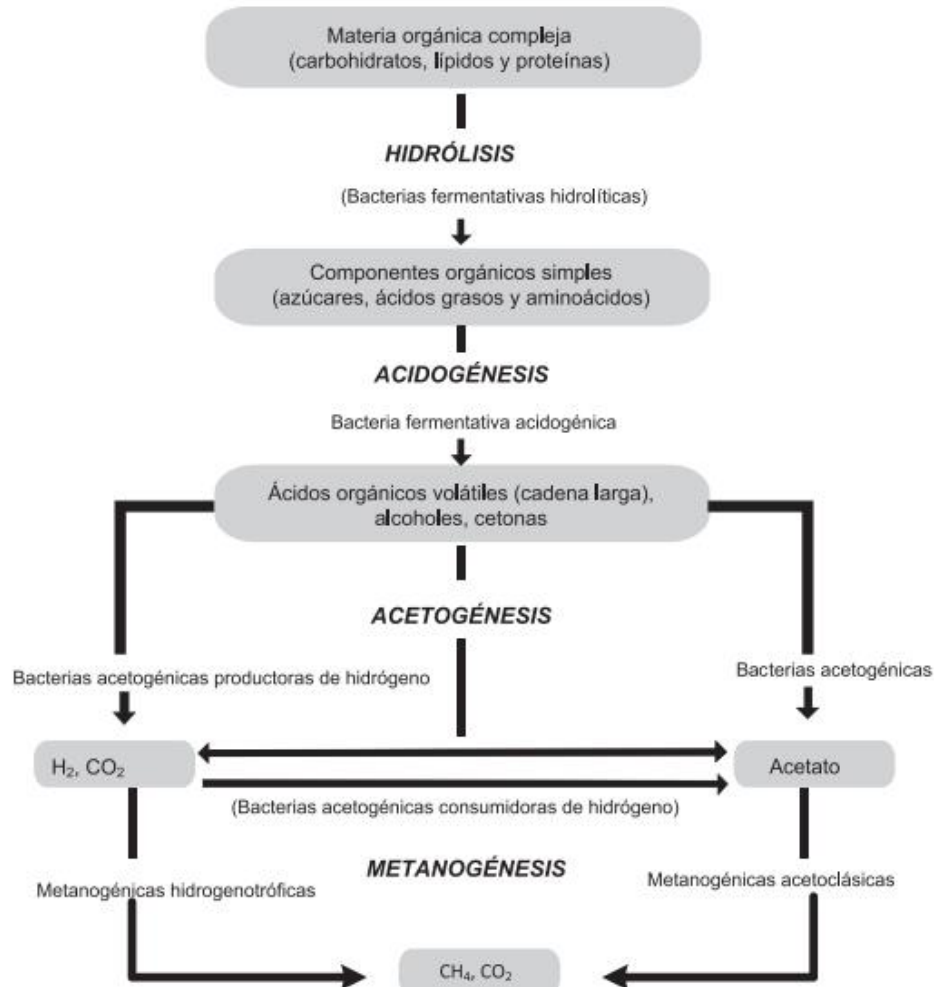 Materia orgánica compleja
(carbohidratos, lípidos y proteínas)
HIDRÓLISIS
(Bacterias fermentativas hidrolíticas)
Componentes orgánicos simples
(azúcares, ácidos grasos y aminoácidos)
ACIDOGÉNESIS
Bacteria fermentativa acidogénica
Ácidos orgánicos volátiles (cadena larga),
alcoholes, cetonas
ACETOGÉNESIS
Bacterias acetogénicas productoras de hidrógeno
Bacterias acetogénicas
H₂, CO₂
Acetato
(Bacterias acetogénicas consumidoras de hidrógeno)
METANOGÉNESIS
Metanogénicas hidrogenotróficas
Metanogénicas acetoclásicas
CH₄, CO₂